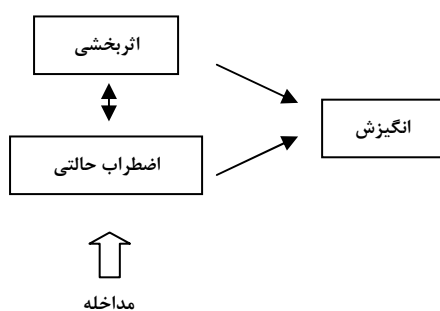 اثربخشی
انگیزش
اضطراب حالتی
مداخله